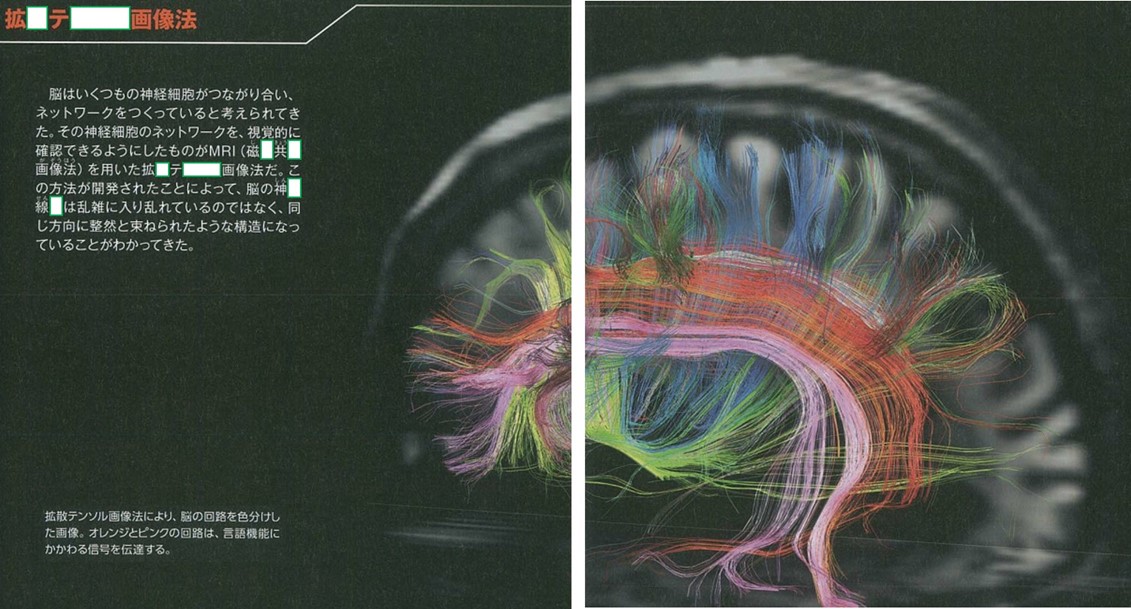 拡 テ 画像法
脳はいくつもの神経細胞がつながり合い、
ネットワークをつくっていると考えられてき
た。その神経細胞のネットワークを、視覚的に
確認できるようにしたものがMRI（磁 共
画像法）を用いた拡 テ 画像法だ。こ
の方法が開発されたことによって、脳の神
線 は乱雑に入り乱れているのではなく、同
じ方向に整然と束ねられたような構造になっ
ていることがわかってきた。
拡散テンソル画像法により、脳の回路を色分けし
た画像。オレンジとピンクの回路は、言語機能に
かかわる信号を伝達する。